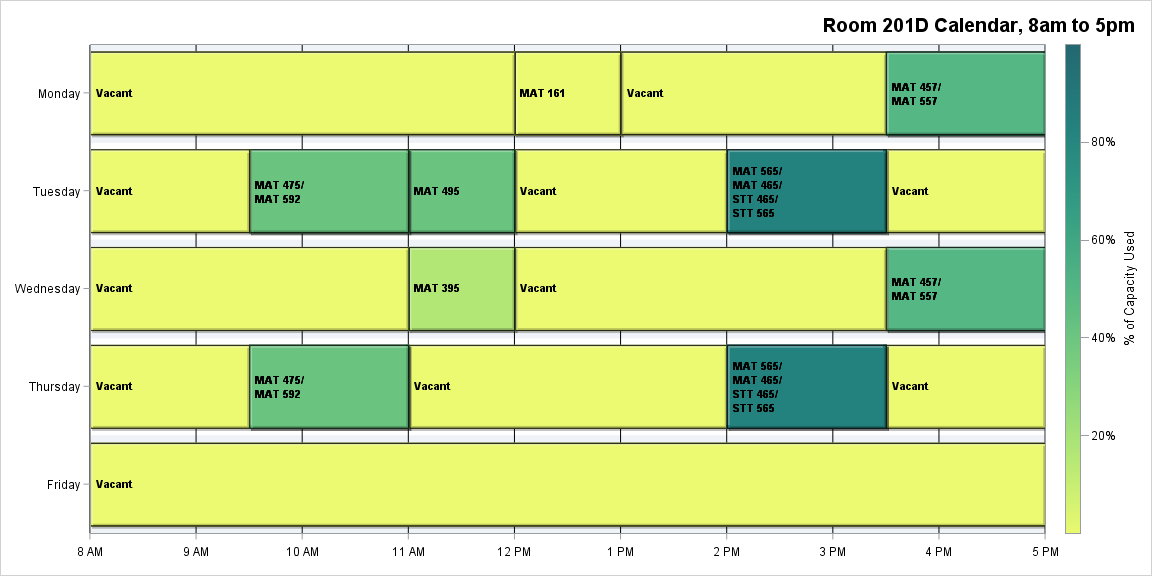 Room 201D Calendar, 8am to 5pm
Monday
Vacant
MAT 161
Vacant
MAT 457/
MAT 557
Tuesday
Vacant
MAT 475/
MAT 592
MAT 495
Vacant
MAT 565/
MAT 465/
STT 465/
STT 565
Vacant
Wednesday
Vacant
MAT 395
Vacant
MAT 457/
MAT 557
Thursday
Vacant
MAT 475/
MAT 592
Vacant
MAT 565/
MAT 465/
STT 465/
STT 565
Vacant
Friday
Vacant
8 AM 9 AM 10 AM 11 AM 12 PM 1 PM 2 PM 3 PM 4 PM 5 PM
80%
60%
40%
20%
% of Capacity Used